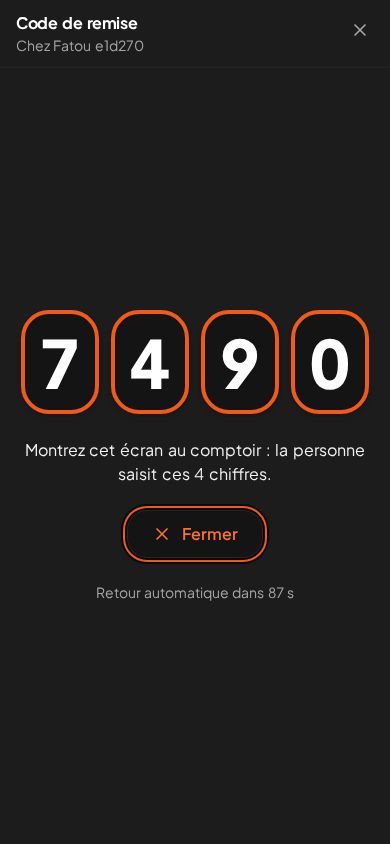 Code de remise
Chez Fatou e1d270
7 4 9 0
Montrez cet écran au comptoir : la personne
saisit ces 4 chiffres.
Fermer
Retour automatique dans 87 s